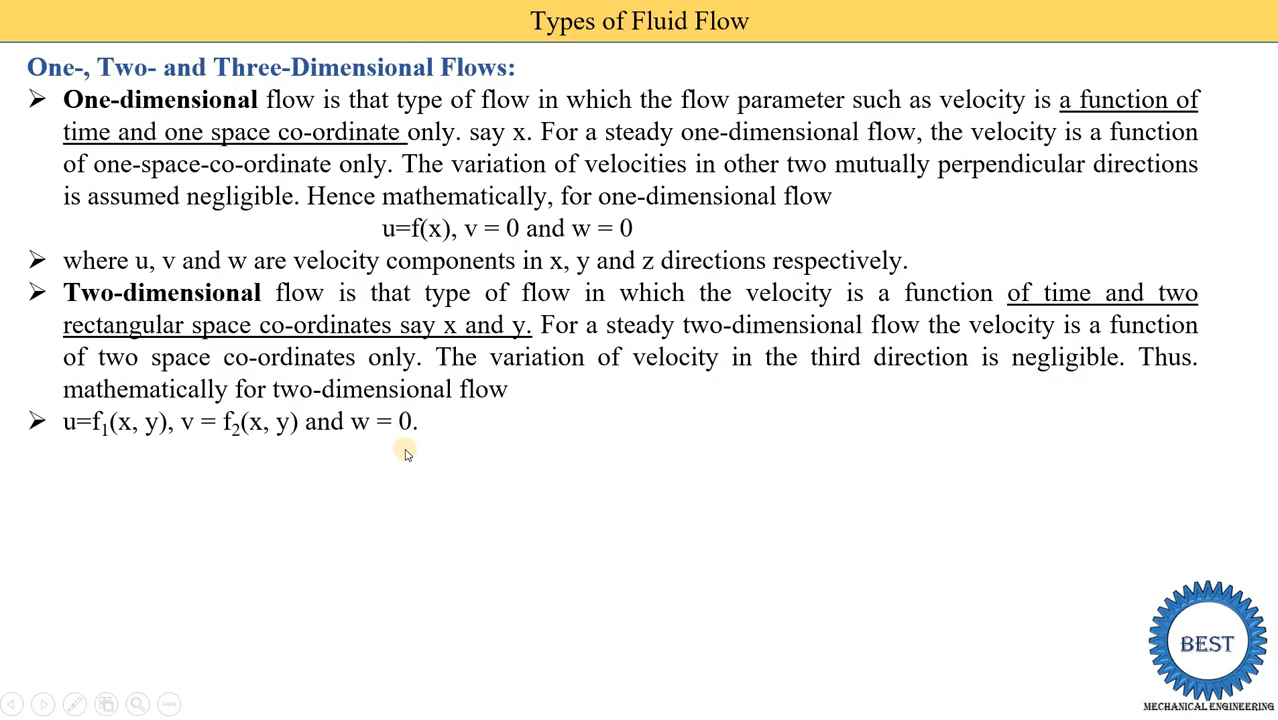 Types of Fluid Flow
One-, Two- and Three-Dimensional Flows:
➢ One-dimensional flow is that type of flow in which the flow parameter such as velocity is a function of
time and one space co-ordinate only. say x. For a steady one-dimensional flow, the velocity is a function
of one-space-co-ordinate only. The variation of velocities in other two mutually perpendicular directions
is assumed negligible. Hence mathematically, for one-dimensional flow
u=f(x), v = 0 and w = 0
➢ where u, v and w are velocity components in x, y and z directions respectively.
➢ Two-dimensional flow is that type of flow in which the velocity is a function of time and two
rectangular space co-ordinates say x and y. For a steady two-dimensional flow the velocity is a function
of two space co-ordinates only. The variation of velocity in the third direction is negligible. Thus.
mathematically for two-dimensional flow
➢ u=f₁(x, y), v = f₂(x, y) and w = 0.
BEST
MECHANICAL ENGINEERING